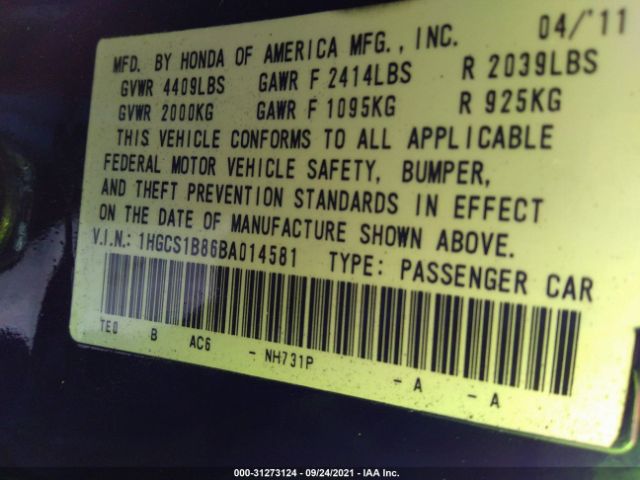 04/'11
MFD. BY HONDA OF AMERICA MFG., INC.
GVWR 4409LBS GAWR F 2414LBS R 2039LBS
GVWR 2000KG GAWR F 1095KG R 925KG
THIS VEHICLE CONFORMS TO ALL APPLICABLE
FEDERAL MOTOR VEHICLE SAFETY, BUMPER,
AND THEFT PREVENTION STANDARDS IN EFFECT
ON THE DATE OF MANUFACTURE SHOWN ABOVE.
V.I.N.: 1HGCS1B86BA014581 TYPE: PASSENGER CAR
TE0 B AC6 - NH731P - A - A
000-31273124 - 09/24/2021 - IAA Inc.